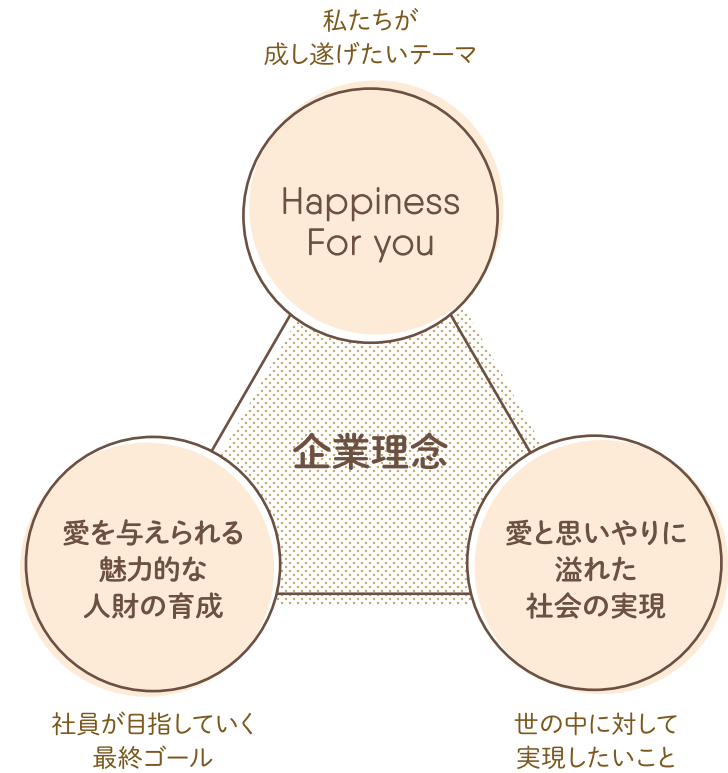 私たちが
成し遂げたいテーマ
Happiness
For you
企業理念
愛を与えられる
魅力的な
人財の育成
社員が目指していく
最終ゴール
愛と思いやりに
溢れた
社会の実現
世の中に対して
実現したいこと